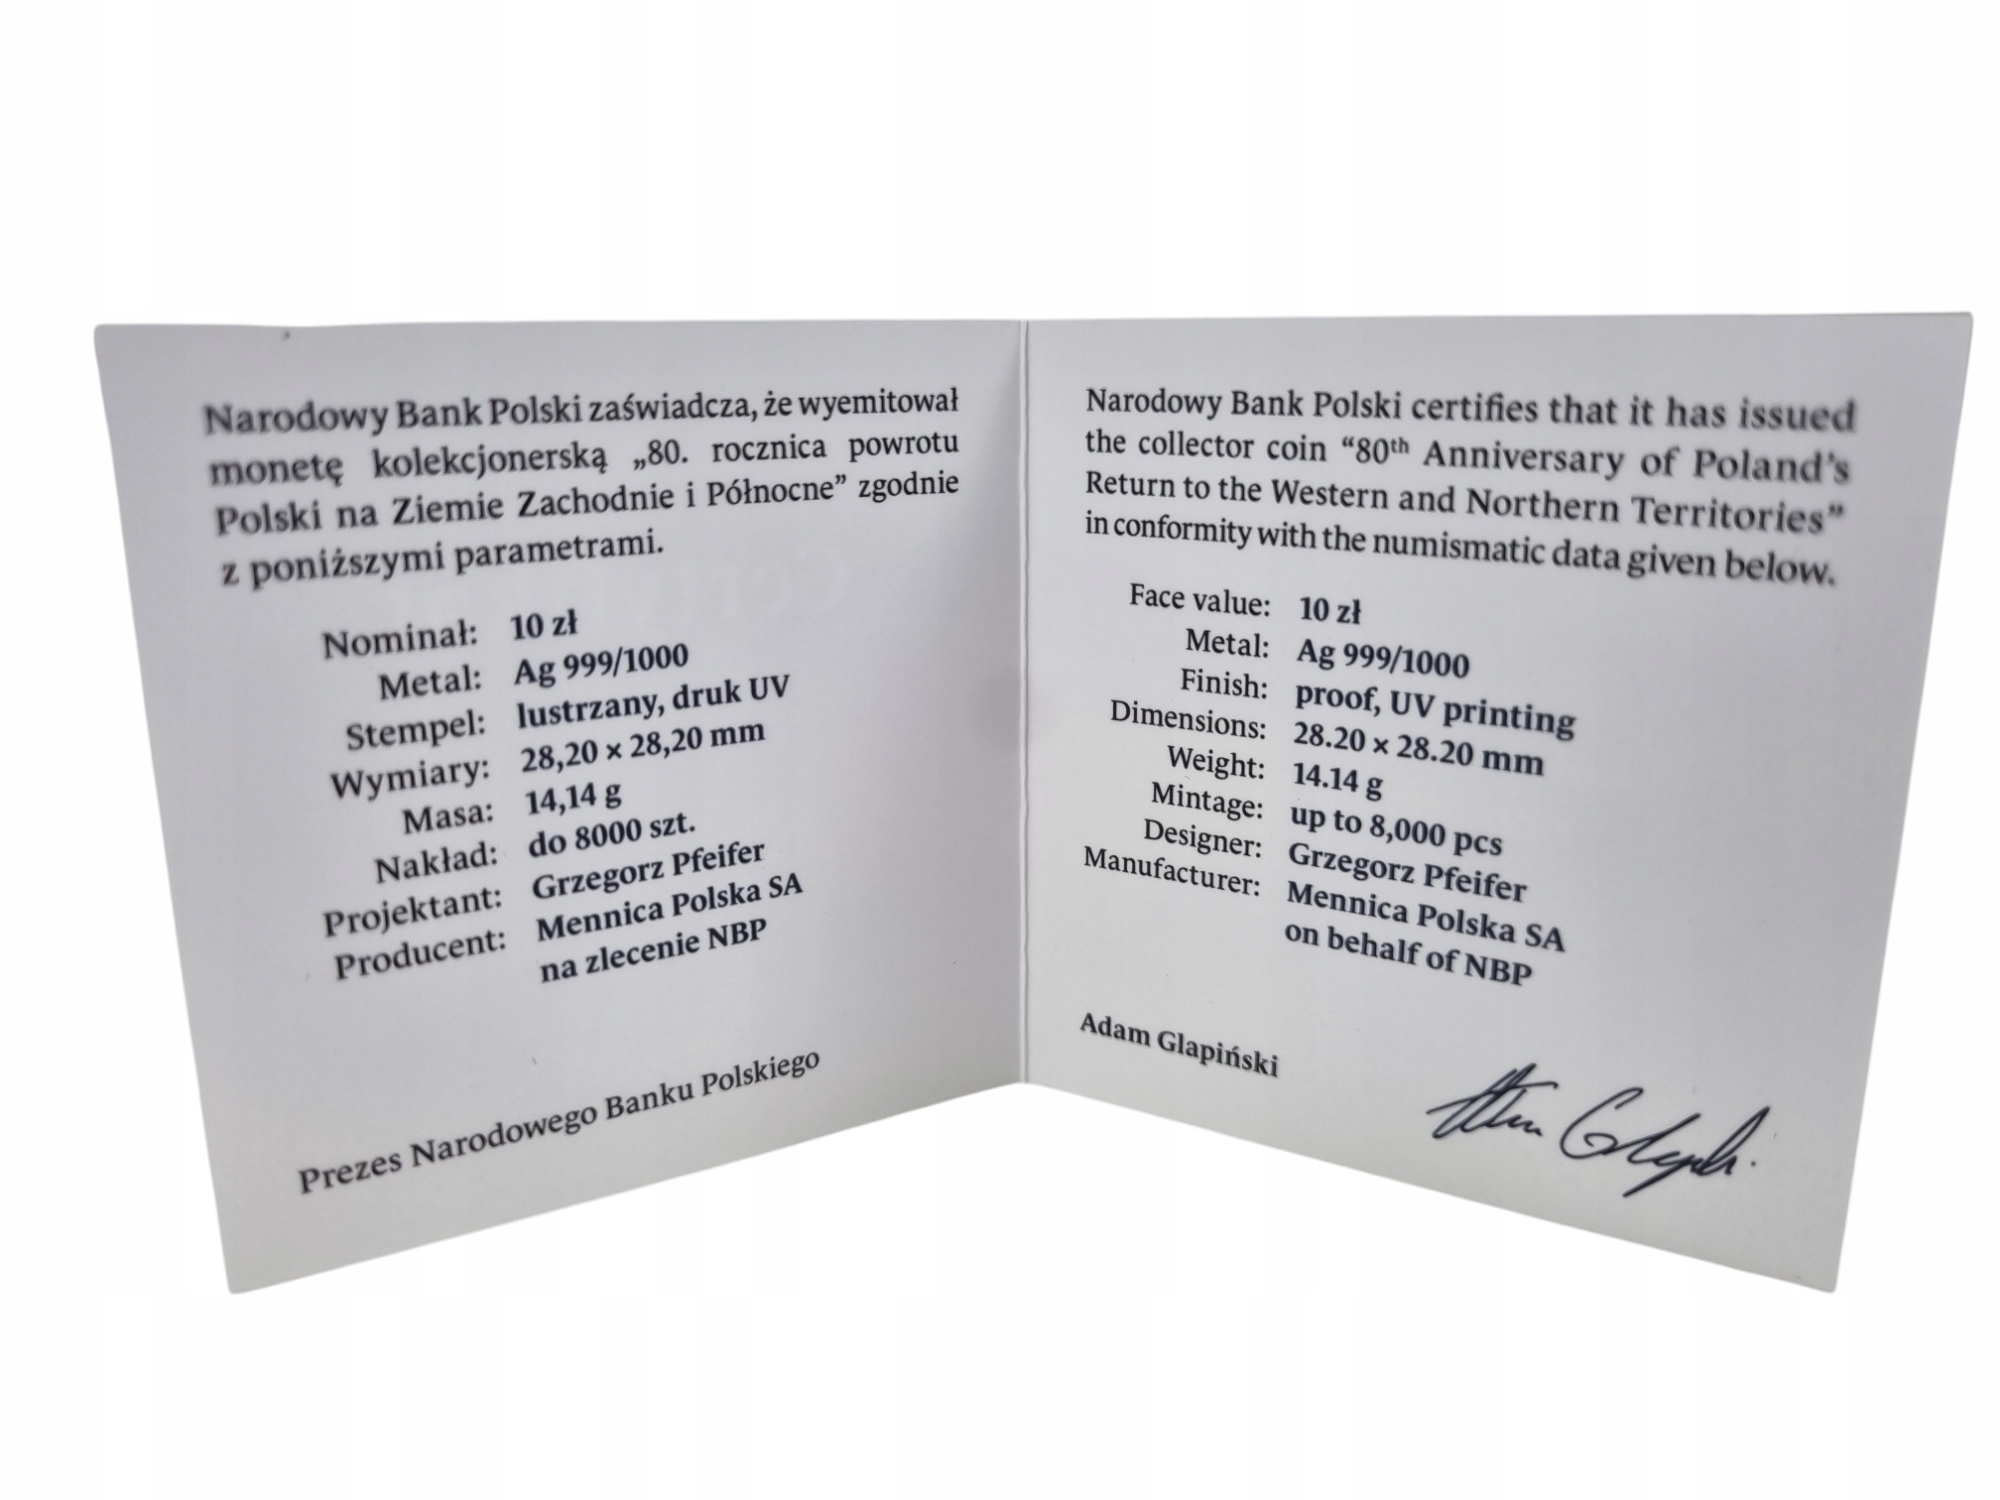 Narodowy Bank Polski zaświadcza, że wyemitował
monetę kolekcjonerską „80. rocznica powrotu
Polski na Ziemie Zachodnie i Północne” zgodnie
z poniższymi parametrami.
Nominał: 10 zł
Metal: Ag 999/1000
Stempel: lustrzany, druk UV
Wymiary: 28,20 × 28,20 mm
Masa: 14,14 g
Nakład: do 8000 szt.
Projektant: Grzegorz Pfeifer
Producent: Mennica Polska SA
na zlecenie NBP
Prezes Narodowego Banku Polskiego
Narodowy Bank Polski certifies that it has issued
the collector coin “80th Anniversary of Poland’s
Return to the Western and Northern Territories”
in conformity with the numismatic data given below.
Face value: 10 zł
Metal: Ag 999/1000
Finish: proof, UV printing
Dimensions: 28.20 × 28.20 mm
Weight: 14.14 g
Mintage: up to 8,000 pcs
Designer: Grzegorz Pfeifer
Manufacturer: Mennica Polska SA
on behalf of NBP
Adam Glapiński